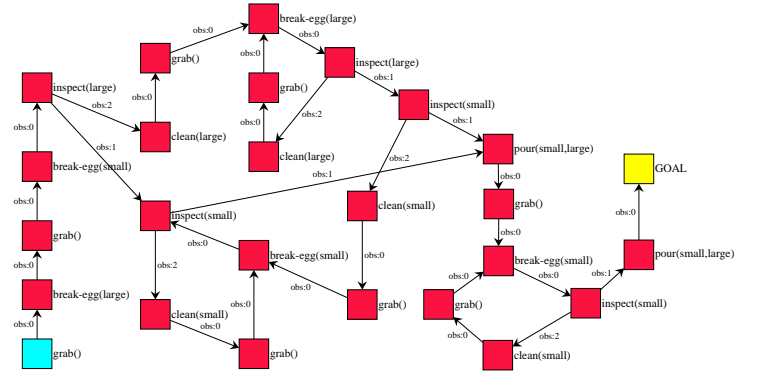 break-egg(large)
obs:0
obs:0
grab()
obs:0
inspect(large)
obs:1
inspect(large)
obs:2
obs:0
grab()
obs:2
inspect(small)
obs:1
obs:0
obs:0
clean(large)
obs:0
clean(large)
obs:2
pour(small,large)
obs:1
break-egg(small)
obs:1
obs:0
GOAL
obs:0
inspect(small)
clean(small)
grab()
obs:0
grab()
obs:0
obs:0
obs:0
break-egg(small)
obs:0
break-egg(small)
pour(small,large)
obs:2
obs:0
obs:0
obs:0
obs:1
break-egg(large)
obs:0
obs:0
grab()
grab()
inspect(small)
clean(small)
obs:0
obs:0
obs:0
obs:2
grab()
grab()
clean(small)